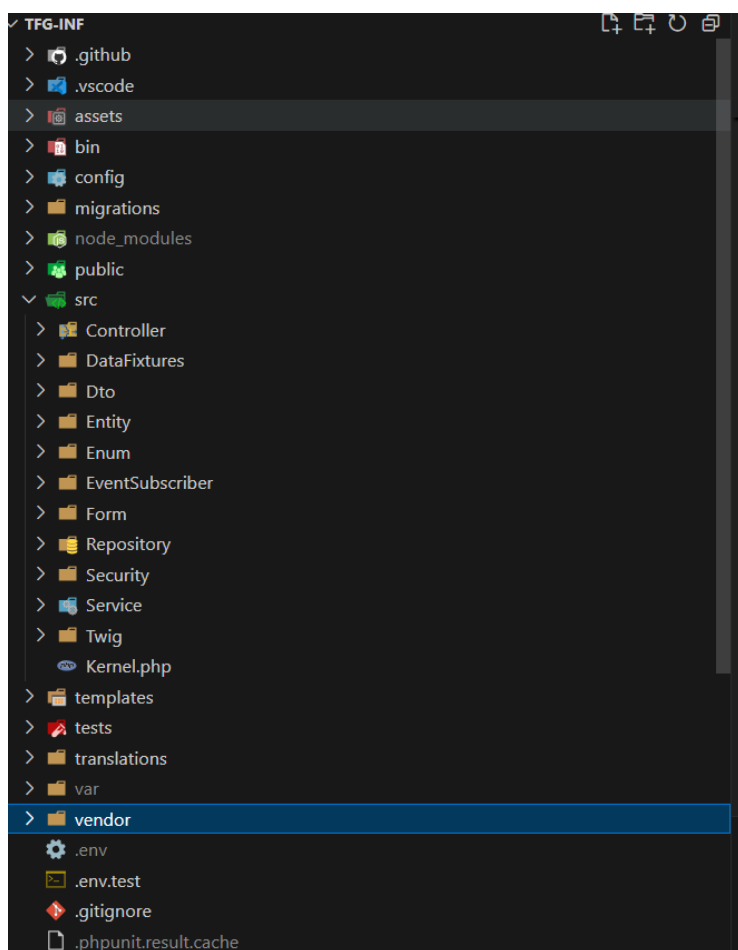 TFG-INF
.github
.vscode
assets
bin
config
migrations
node_modules
public
src
Controller
DataFixtures
Dto
Entity
Enum
EventSubscriber
Form
Repository
Security
Service
Twig
Kernel.php
templates
tests
translations
var
vendor
.env
.env.test
.gitignore
.phpunit.result.cache